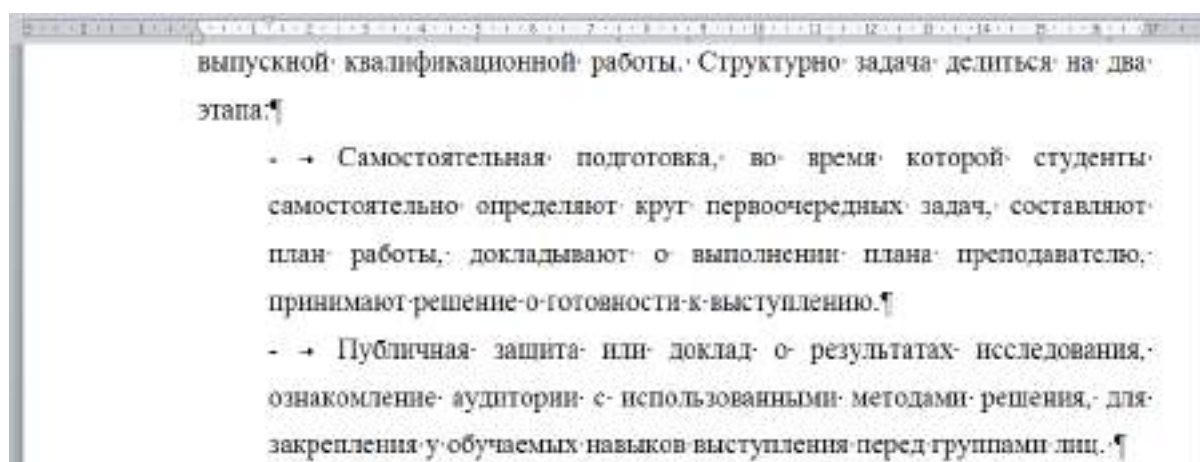 выпускной квалификационной работы. Структурно задача делиться на два
этапа:¶
- → Самостоятельная подготовка, во время которой студенты
самостоятельно определяют круг первоочередных задач, составляют
план работы, докладывают о выполнении плана преподавателю,
принимают решение о готовности к выступлению.¶
- → Публичная защита или доклад о результатах исследования,
ознакомление аудитории с использованными методами решения, для
закрепления у обучаемых навыков выступления перед группами лиц. ¶